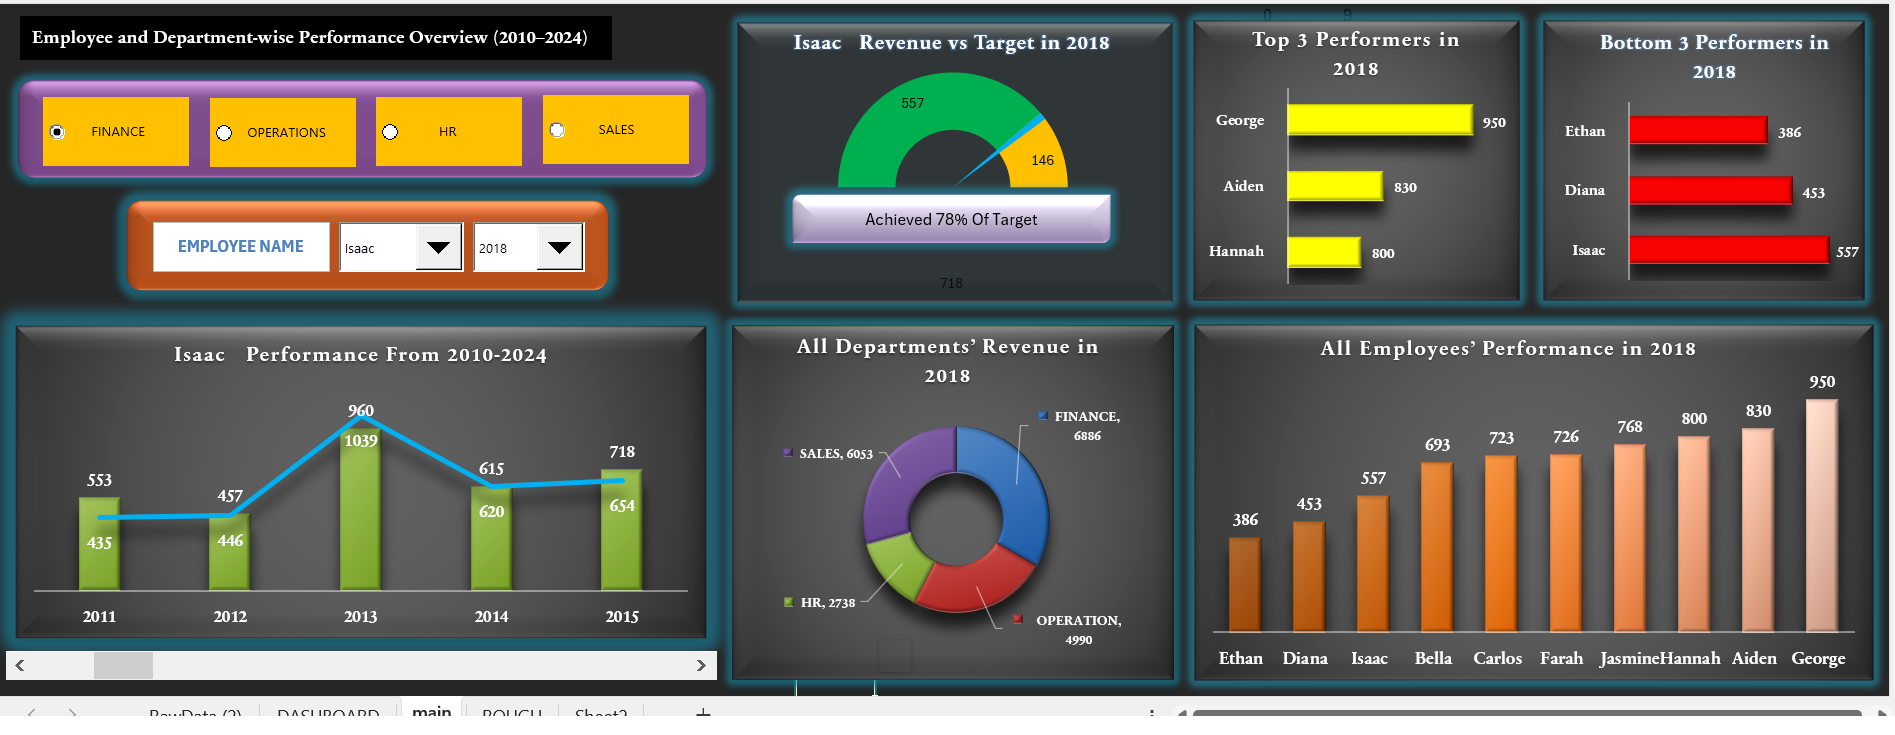 Employee and Department-wise Performance Overview (2010–2024)
FINANCE
OPERATIONS
HR
SALES
EMPLOYEE NAME
Isaac
2018
Isaac Revenue vs Target in 2018
557
146
Achieved 78% Of Target
718
0 9
Top 3 Performers in
2018
George 950
Aiden 830
Hannah 800
Bottom 3 Performers in
2018
Ethan 386
Diana 453
Isaac 557
Isaac Performance From 2010-2024
553 457 960 615 718
435 446 1039 620 654
2011 2012 2013 2014 2015
All Departments’ Revenue in
2018
FINANCE,
6886
SALES, 6053
HR, 2738
OPERATION,
4990
All Employees’ Performance in 2018
386 453 557 693 723 726 768 800 830 950
Ethan Diana Isaac Bella Carlos Farah Jasmine Hannah Aiden George
RawData (2) DASHBOARD main ROUGH Sheet2